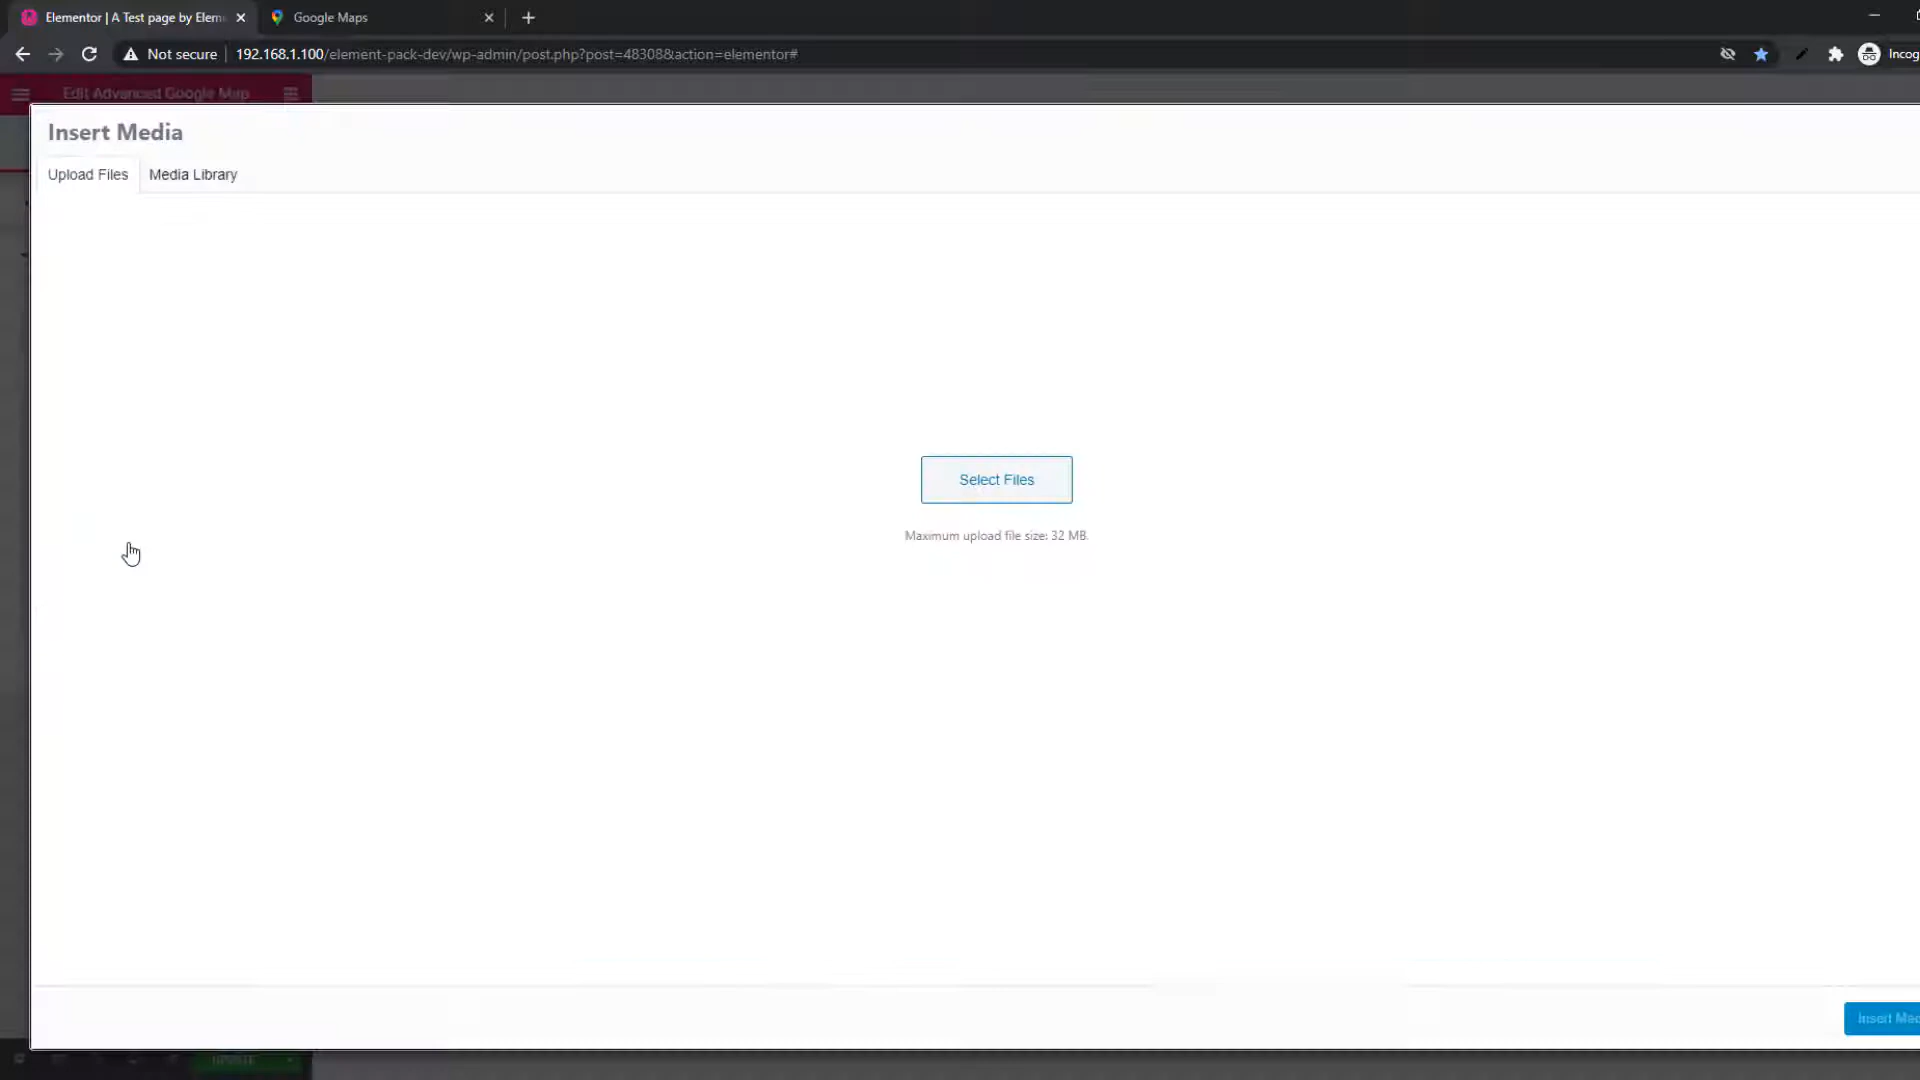 Elementor | A Test page by Elem
Google Maps
Not secure
192.168.1.100/element-pack-dev/wp-admin/post.php?post=48308&action=elementor#
Incog
Edit Advanced Google Map
Insert Media
Upload Files
Media Library
Select Files
Maximum upload file size: 32 MB.
Insert Med
UPDATE